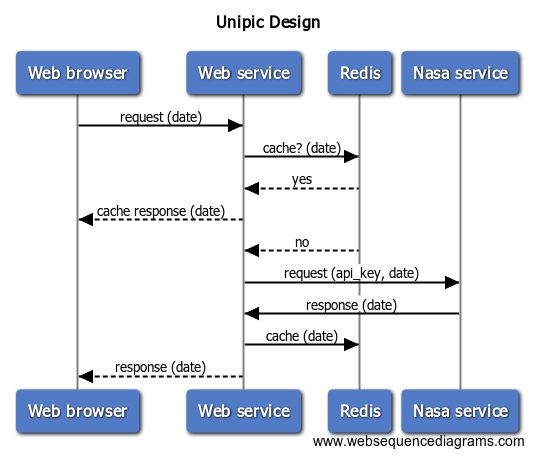 Unipic Design
Web browser Web service Redis Nasa service
request (date)
cache? (date)
yes
cache response (date)
no
request (api_key, date)
response (date)
cache (date)
response (date)
Web browser Web service Redis Nasa service
www.websequencediagrams.com